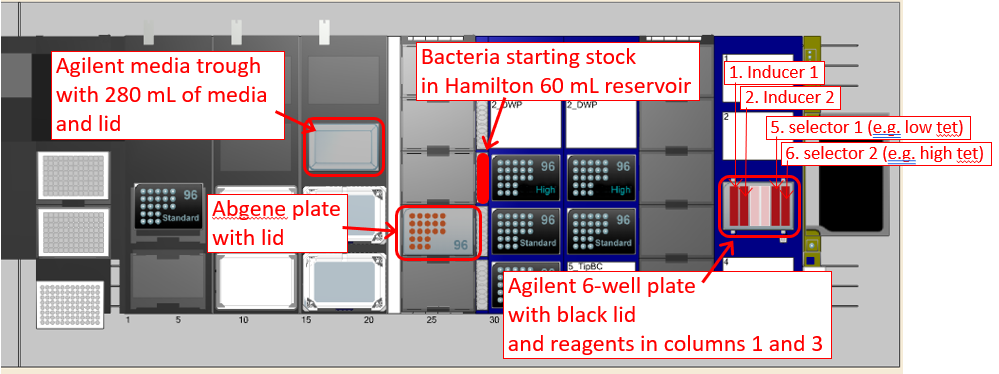 Agilent media trough
with 280 mL of media
and lid
Bacteria starting stock
in Hamilton 60 mL reservoir
1. Inducer 1
2. Inducer 2
5. selector 1 (e.g. low tet)
6. selector 2 (e.g. high tet)
Abgene plate
with lid
Agilent 6-well plate
with black lid
and reagents in columns 1 and 3
2_DWP
2_DWP
1
2
96
High
96
High
96
Standard
96
96
Standard
96
Standard
96
96
5_TipBC
4
1
5
10
15
20
25
30